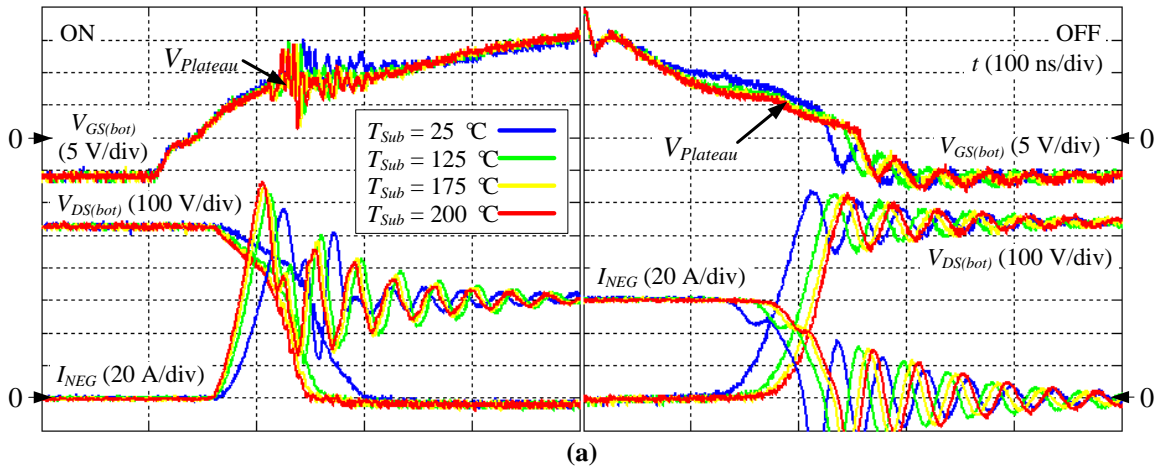 ON
V_Plateau
0
V_GS(bot)
(5 V/div)
T_Sub = 25 ℃
T_Sub = 125 ℃
T_Sub = 175 ℃
T_Sub = 200 ℃
V_DS(bot) (100 V/div)
I_NEG (20 A/div)
0
OFF
t (100 ns/div)
V_Plateau
0
V_GS(bot) (5 V/div)
V_DS(bot) (100 V/div)
I_NEG (20 A/div)
0
(a)